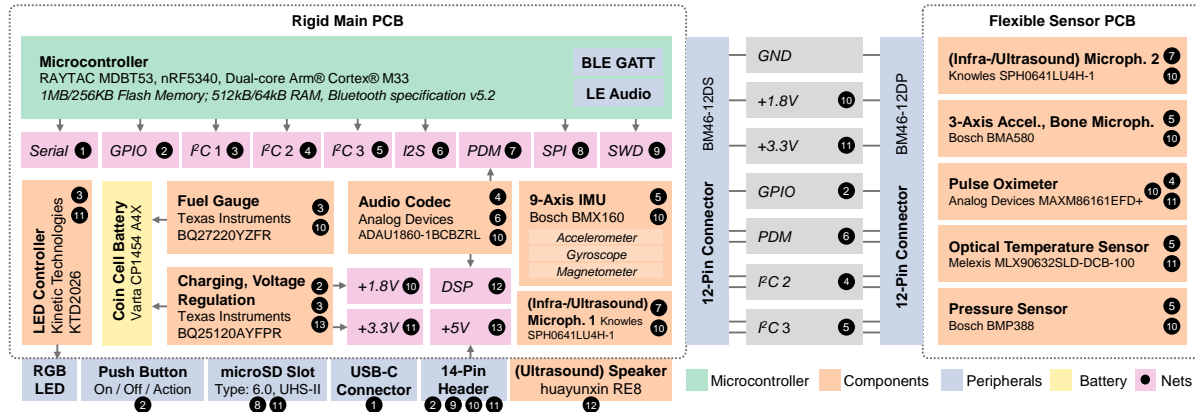 Rigid Main PCB
Microcontroller
RAYTAC MDBT53, nRF5340, Dual-core Arm® Cortex® M33
1MB/256KB Flash Memory; 512kB/64kB RAM, Bluetooth specification v5.2
BLE GATT
LE Audio
Serial 1
GPIO 2
I²C 1 3
I²C 2 4
I²C 3 5
I2S 6
PDM 7
SPI 8
SWD 9
LED Controller
Kinetic Technologies
KTD2026
3
11
Coin Cell Battery
Varta CP1454 A4X
Fuel Gauge
Texas Instruments
BQ27220YZFR
3
10
Charging, Voltage
Regulation
Texas Instruments
BQ25120AYFPR
2
3
13
Audio Codec
Analog Devices
ADAU1860-1BCBZRL
4
6
10
+1.8V 10
DSP 12
+3.3V 11
+5V 13
9-Axis IMU
Bosch BMX160
5
10
Accelerometer
Gyroscope
Magnetometer
(Infra-/Ultrasound)
Microph. 1 Knowles
SPH0641LU4H-1
7
10
RGB
LED
Push Button
On / Off / Action
2
microSD Slot
Type: 6.0, UHS-II
8 11
USB-C
Connector
1
14-Pin
Header
2 9 10 11
(Ultrasound) Speaker
huayunxin RE8
12
12-Pin Connector
BM46-12DS
GND
+1.8V 10
+3.3V 11
GPIO 2
PDM 6
I²C 2 4
I²C 3 5
12-Pin Connector
BM46-12DP
Flexible Sensor PCB
(Infra-/Ultrasound) Microph. 2
Knowles SPH0641LU4H-1
7
10
3-Axis Accel., Bone Microph.
Bosch BMA580
5
10
Pulse Oximeter
Analog Devices MAXM86161EFD+
4
10
11
Optical Temperature Sensor
Melexis MLX90632SLD-DCB-100
5
11
Pressure Sensor
Bosch BMP388
5
10
Microcontroller
Components
Peripherals
Battery
Nets